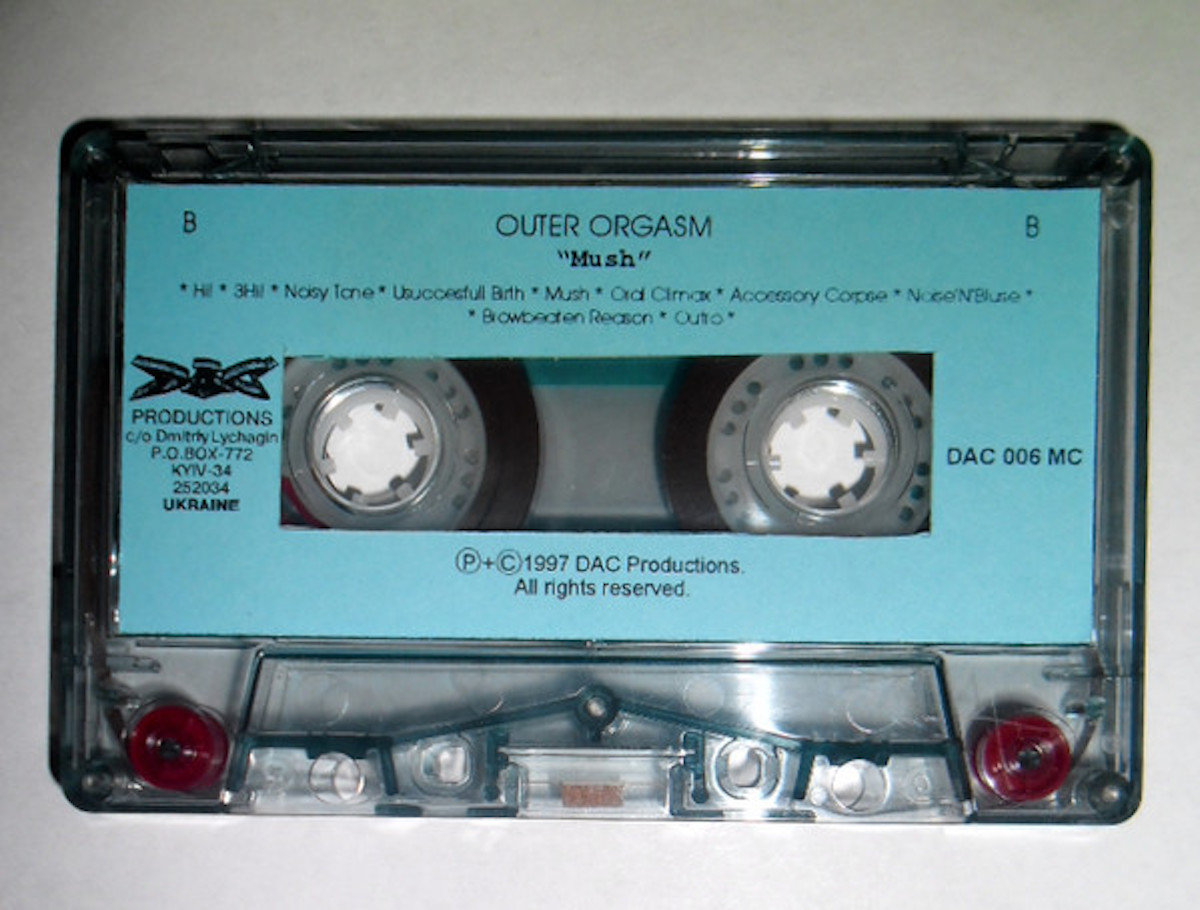 B OUTER ORGASM B
"Mush"
* Hi! * 3Hi! * Noisy Tone * Usuccesfull Birth * Mush * Oral Climax * Accessory Corpse * Noise'N'Bluse *
* Browbeaten Reason * Outro *
DAC
PRODUCTIONS
c/o Dmitriy Lychagin
P.O.BOX-772
KYIV-34
252034
UKRAINE
DAC 006 MC
Ⓟ+Ⓒ1997 DAC Productions.
All rights reserved.